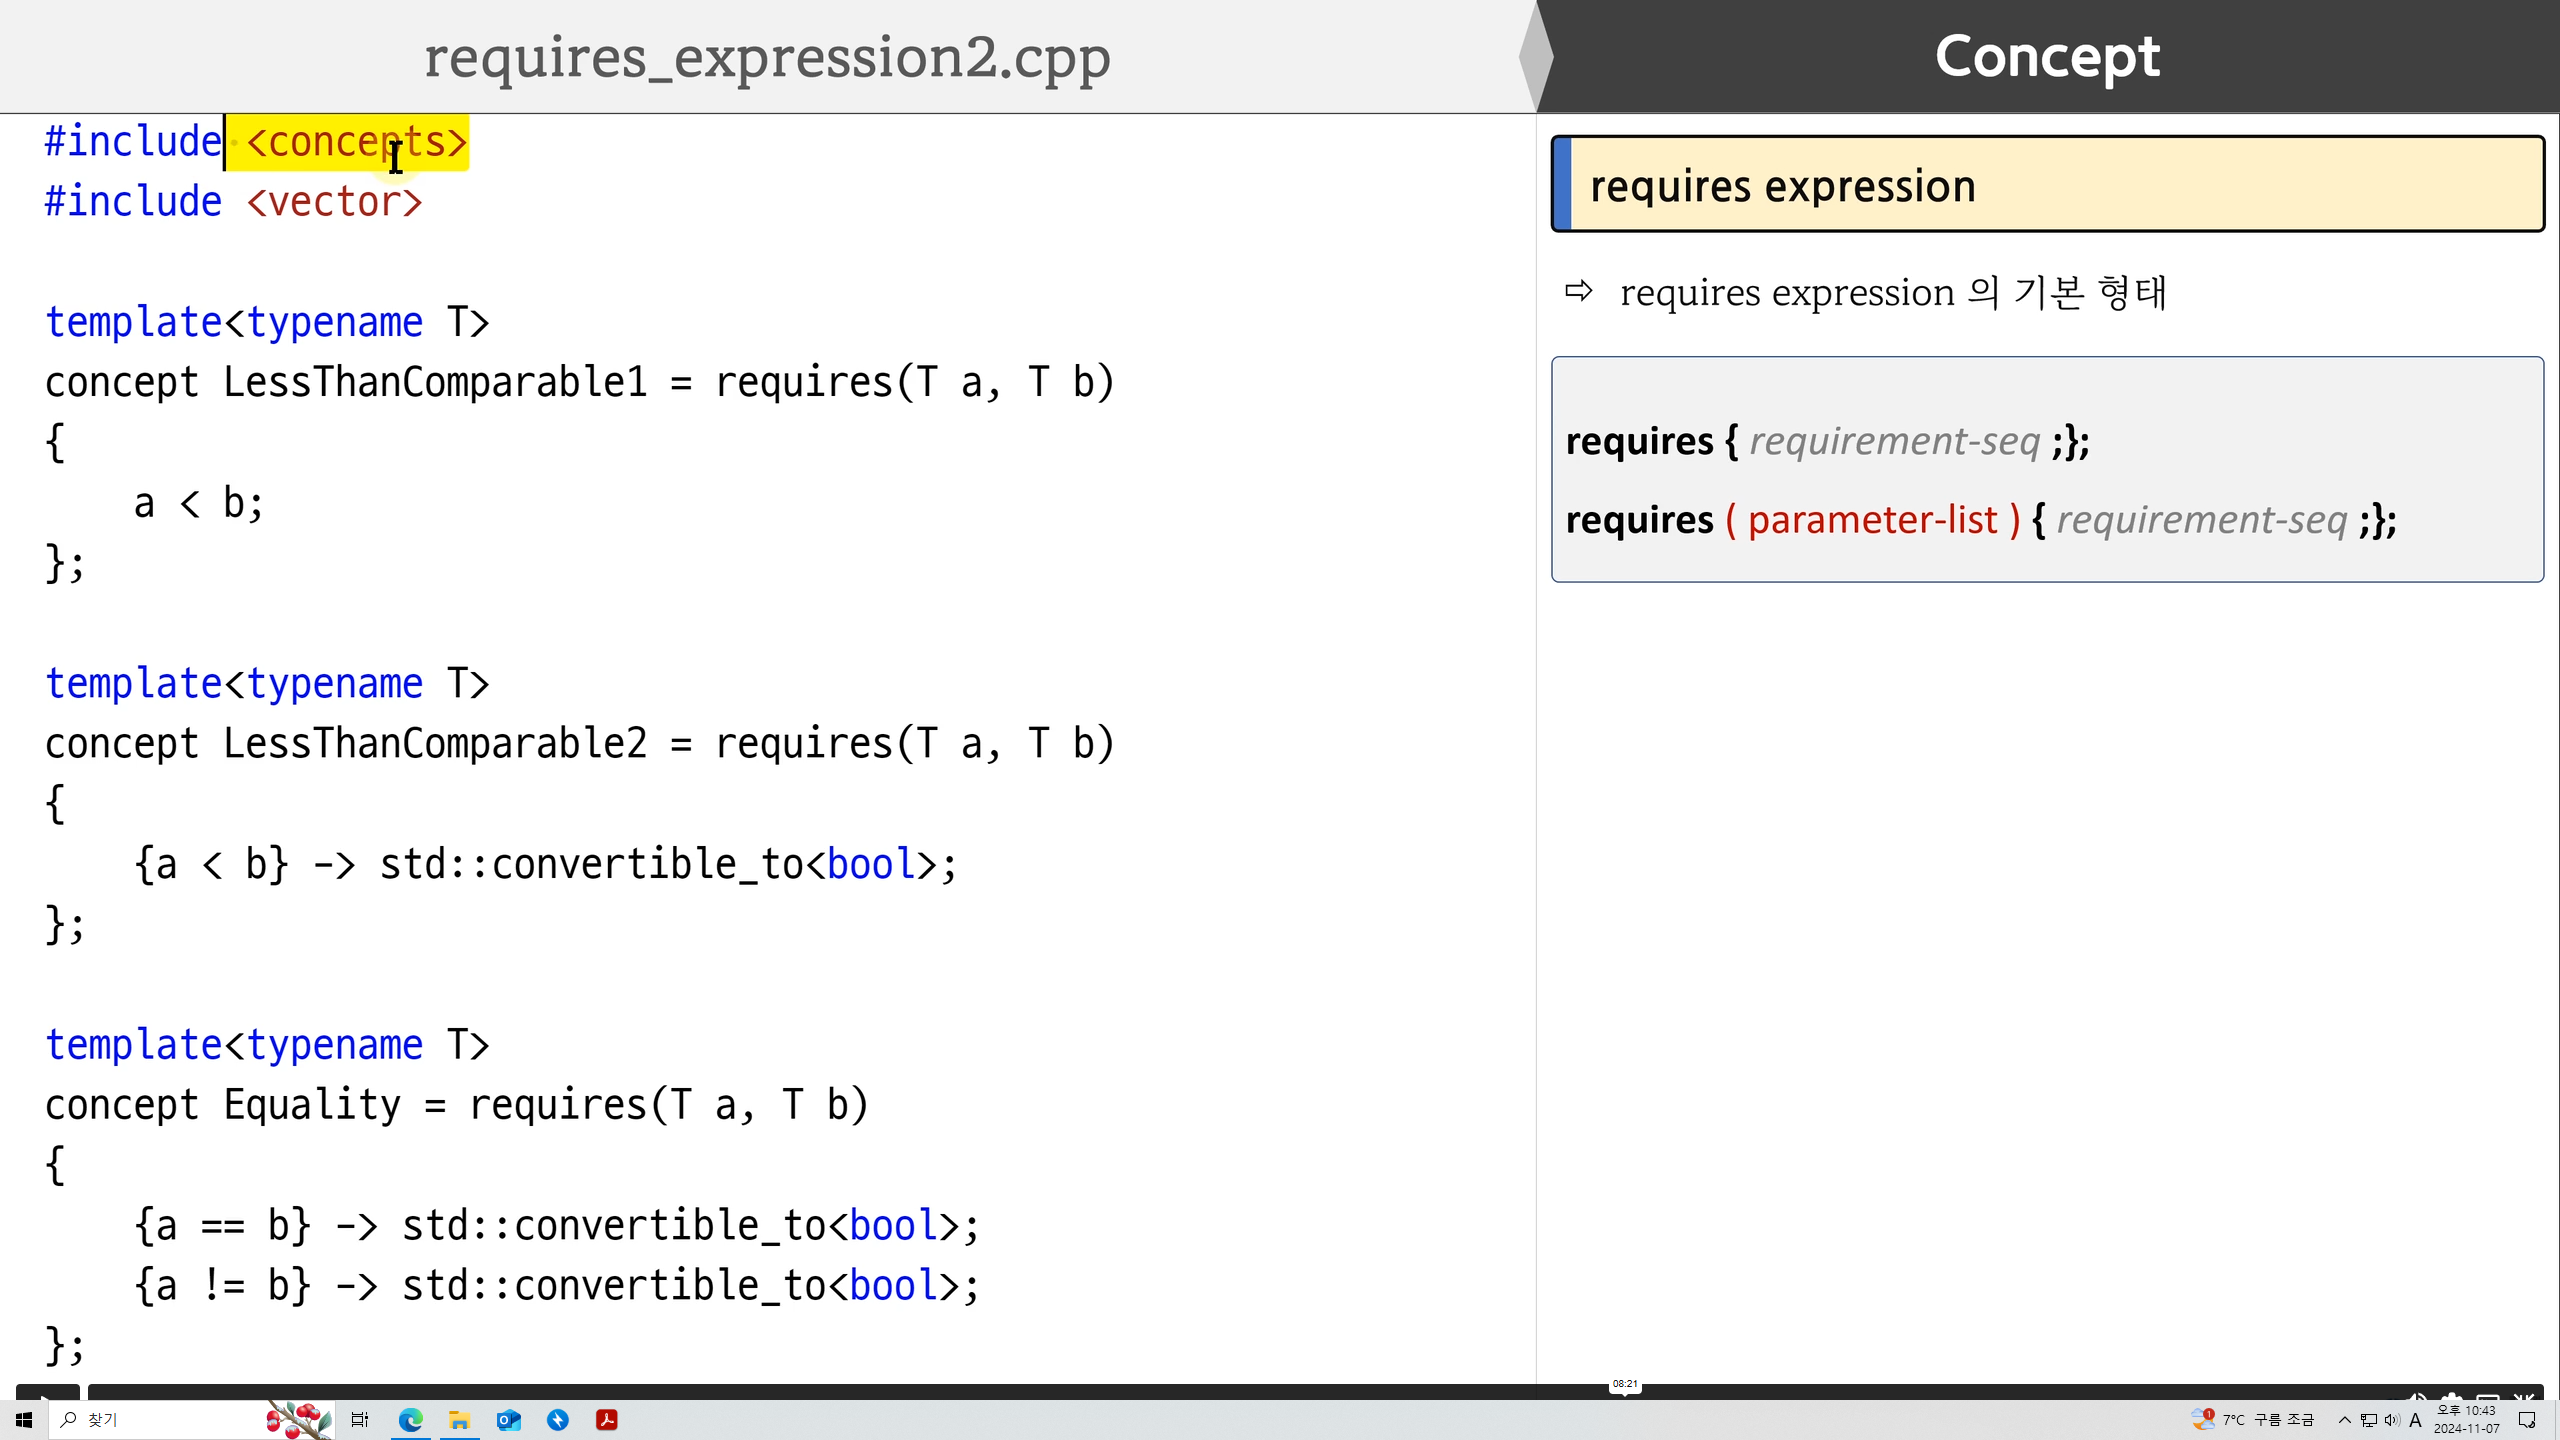 requires_expression2.cpp
Concept
#include <concepts>
#include <vector>
template<typename T>
concept LessThanComparable1 = requires(T a, T b)
{
    a < b;
};
template<typename T>
concept LessThanComparable2 = requires(T a, T b)
{
    {a < b} -> std::convertible_to<bool>;
};
template<typename T>
concept Equality = requires(T a, T b)
{
    {a == b} -> std::convertible_to<bool>;
    {a != b} -> std::convertible_to<bool>;
};
requires expression
⇨ requires expression 의 기본 형태
requires { requirement-seq ;};
requires ( parameter-list ) { requirement-seq ;};
08:21
찾기
1
7°C 구름 조금
A
오후 10:43
2024-11-07